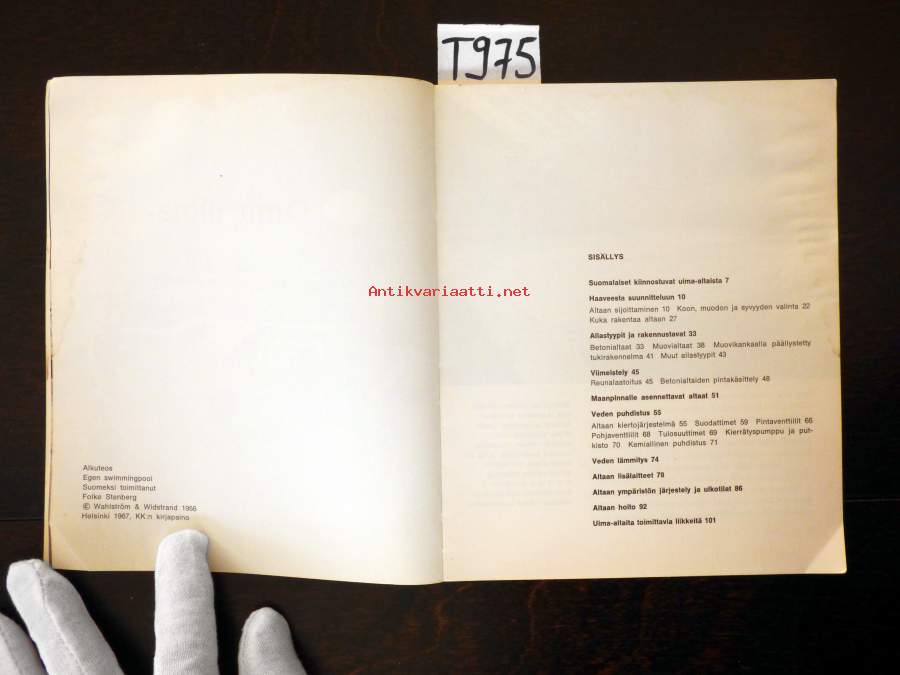 T975
Antikvariaatti.net
Alkuteos
Egen swimmingpool
Suomeksi toimittanut
Folke Stenberg
© Wahlström & Widstrand 1966
Helsinki 1967, KK:n kirjapaino
SISÄLLYS
Suomalaiset kiinnostuvat uima-altaista 7
Haaveesta suunnitteluun 10
Altaan sijoittaminen 10 Koon, muodon ja syvyyden valinta 22
Kuka rakentaa altaan 27
Allastyypit ja rakennustavat 33
Betonialtaat 33 Muovialtaat 38 Muovikankaalla päällystetty
tukirakennelma 41 Muut allastyypit 43
Viimeistely 45
Reunalaatoitus 45 Betonialtaiden pintakäsittely 48
Maanpinnalle asennettavat altaat 51
Veden puhdistus 55
Altaan kiertojärjestelmä 55 Suodattimet 59 Pintaventtiilit 66
Pohjaventtiilit 68 Tulosuuttimet 69 Kierrätyspumppu ja put-
kisto 70 Kemiallinen puhdistus 71
Veden lämmitys 74
Altaan lisälaitteet 78
Altaan ympäristön järjestely ja ulkotilat 86
Altaan hoito 92
Uima-altaita toimittavia liikkeitä 101